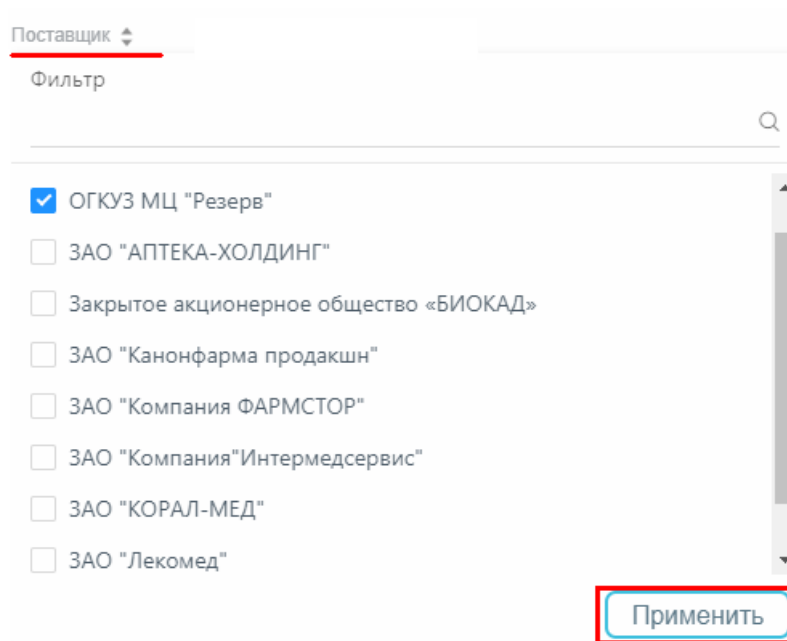 Поставщик
Фильтр
ОГКУЗ МЦ "Резерв"
ЗАО "АПТЕКА-ХОЛДИНГ"
Закрытое акционерное общество «БИОКАД»
ЗАО "Канонфарма продакшн"
ЗАО "Компания ФАРМСТОР"
ЗАО "Компания"Интермедсервис"
ЗАО "КОРАЛ-МЕД"
ЗАО "Лекомед"
Применить